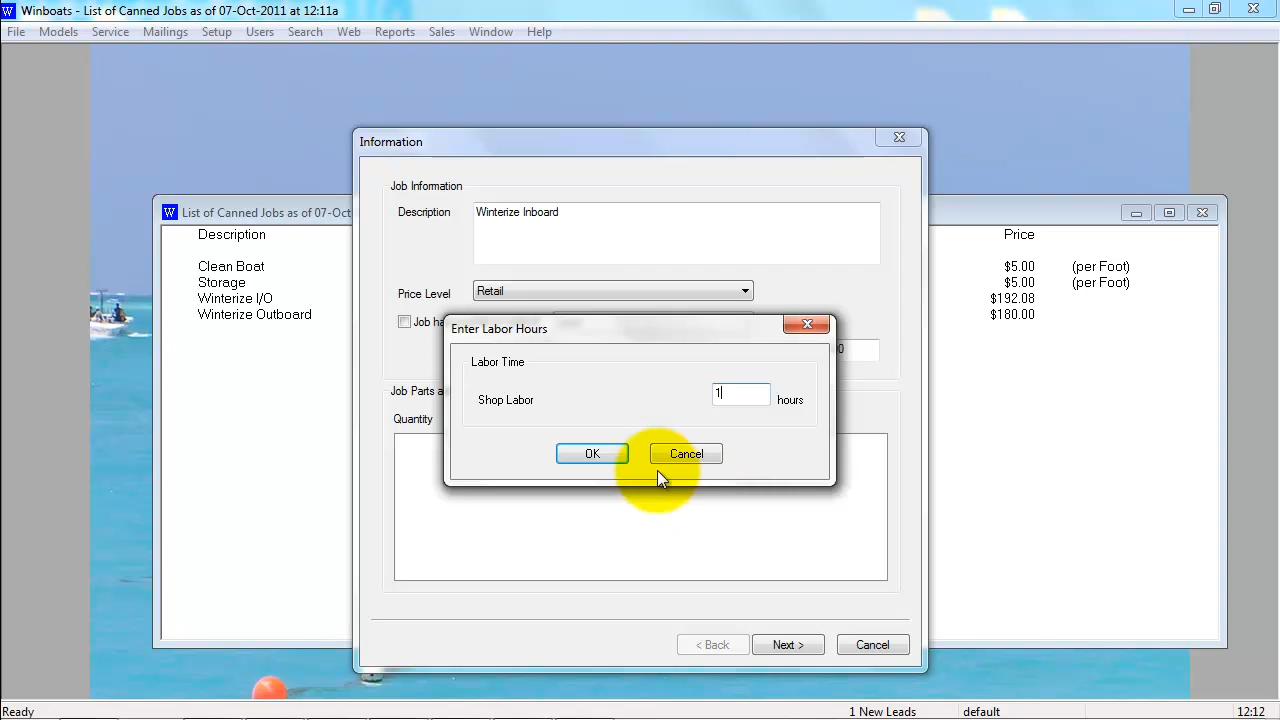 W Winboats - List of Canned Jobs as of 07-Oct-2011 at 12:11a
File Models Service Mailings Setup Users Search Web Reports Sales Window Help
Information
Job Information
Description Winterize Inboard
Price Level Retail
Job ha
W List of Canned Jobs as of 07-Oct
Description Price
Clean Boat $5.00 (per Foot)
Storage $5.00 (per Foot)
Winterize I/O $192.08
Winterize Outboard $180.00
Enter Labor Hours
Labor Time
Shop Labor 1 hours
OK Cancel
Job Parts a
Quantity
< Back Next > Cancel
Ready 1 New Leads default 12:12